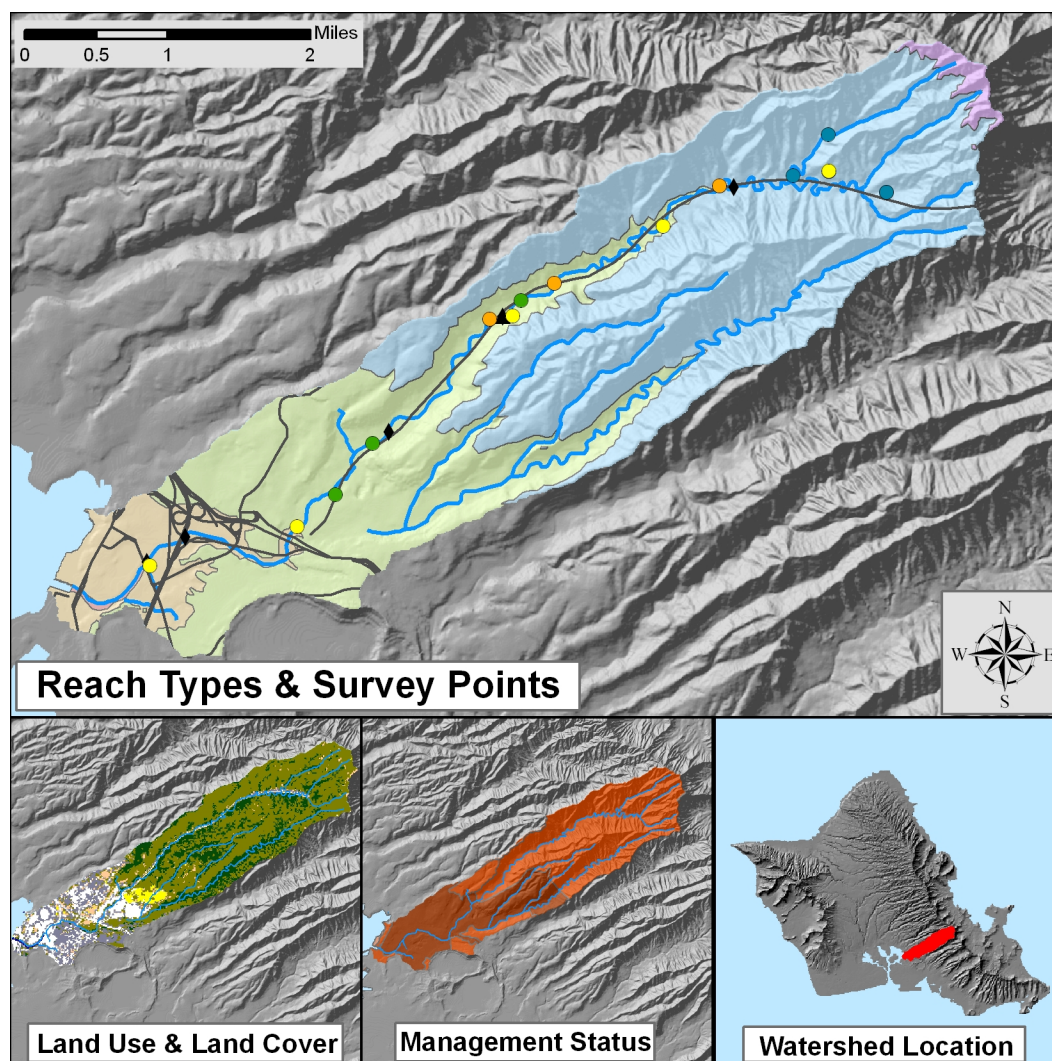 Miles
0 0.5 1 2
N
W E
S
Reach Types & Survey Points
Land Use & Land Cover
Management Status
Watershed Location